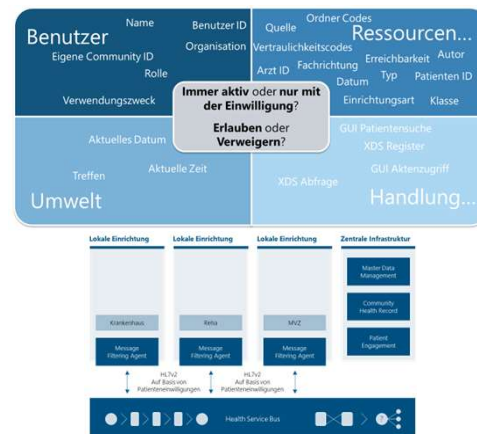 Benutzer
Name
Benutzer ID
Organisation
Eigene Community ID
Rolle
Verwendungszweck
Quelle
Ordner Codes
Ressourcen...
Vertraulichkeitscodes
Erreichbarkeit
Autor
Arzt ID
Fachrichtung
Typ
Patienten ID
Datum
Einrichtungsart
Klasse
Immer aktiv oder nur mit
der Einwilligung?
Erlauben oder
Verweigern?
Aktuelles Datum
Aktuelle Zeit
Treffen
Umwelt
GUI Patientensuche
XDS Register
GUI Aktenzugriff
XDS Abfrage
Handlung...
Lokale Einrichtung
Lokale Einrichtung
Lokale Einrichtung
Zentrale Infrastruktur
Master Data
Management
Community
Health Record
Patient
Engagement
Krankenhaus
Reha
MVZ
Message
Filtering Agent
Message
Filtering Agent
Message
Filtering Agent
HL7v2
Auf Basis von
Patienteneinwilligungen
HL7v2
Auf Basis von
Patienteneinwilligungen
Health Service Bus